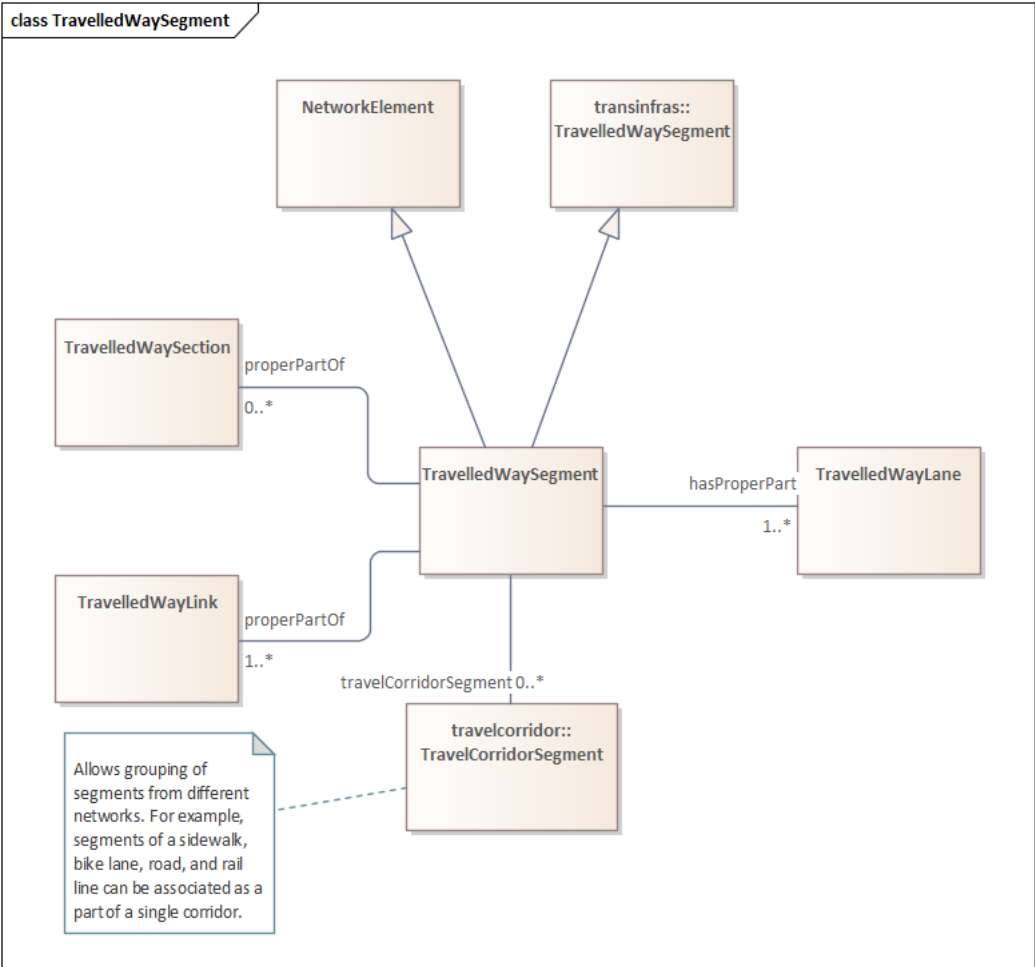 class TravelledWaySegment
NetworkElement
transinfras::
TravelledWaySegment
TravelledWaySection
properPartOf
0..*
TravelledWaySegment
hasProperPart
1..*
TravelledWayLane
TravelledWayLink
properPartOf
1..*
travelCorridorSegment 0..*
travelcorridor::
TravelCorridorSegment
Allows grouping of
segments from different
networks. For example,
segments of a sidewalk,
bike lane, road, and rail
line can be associated as a
part of a single corridor.